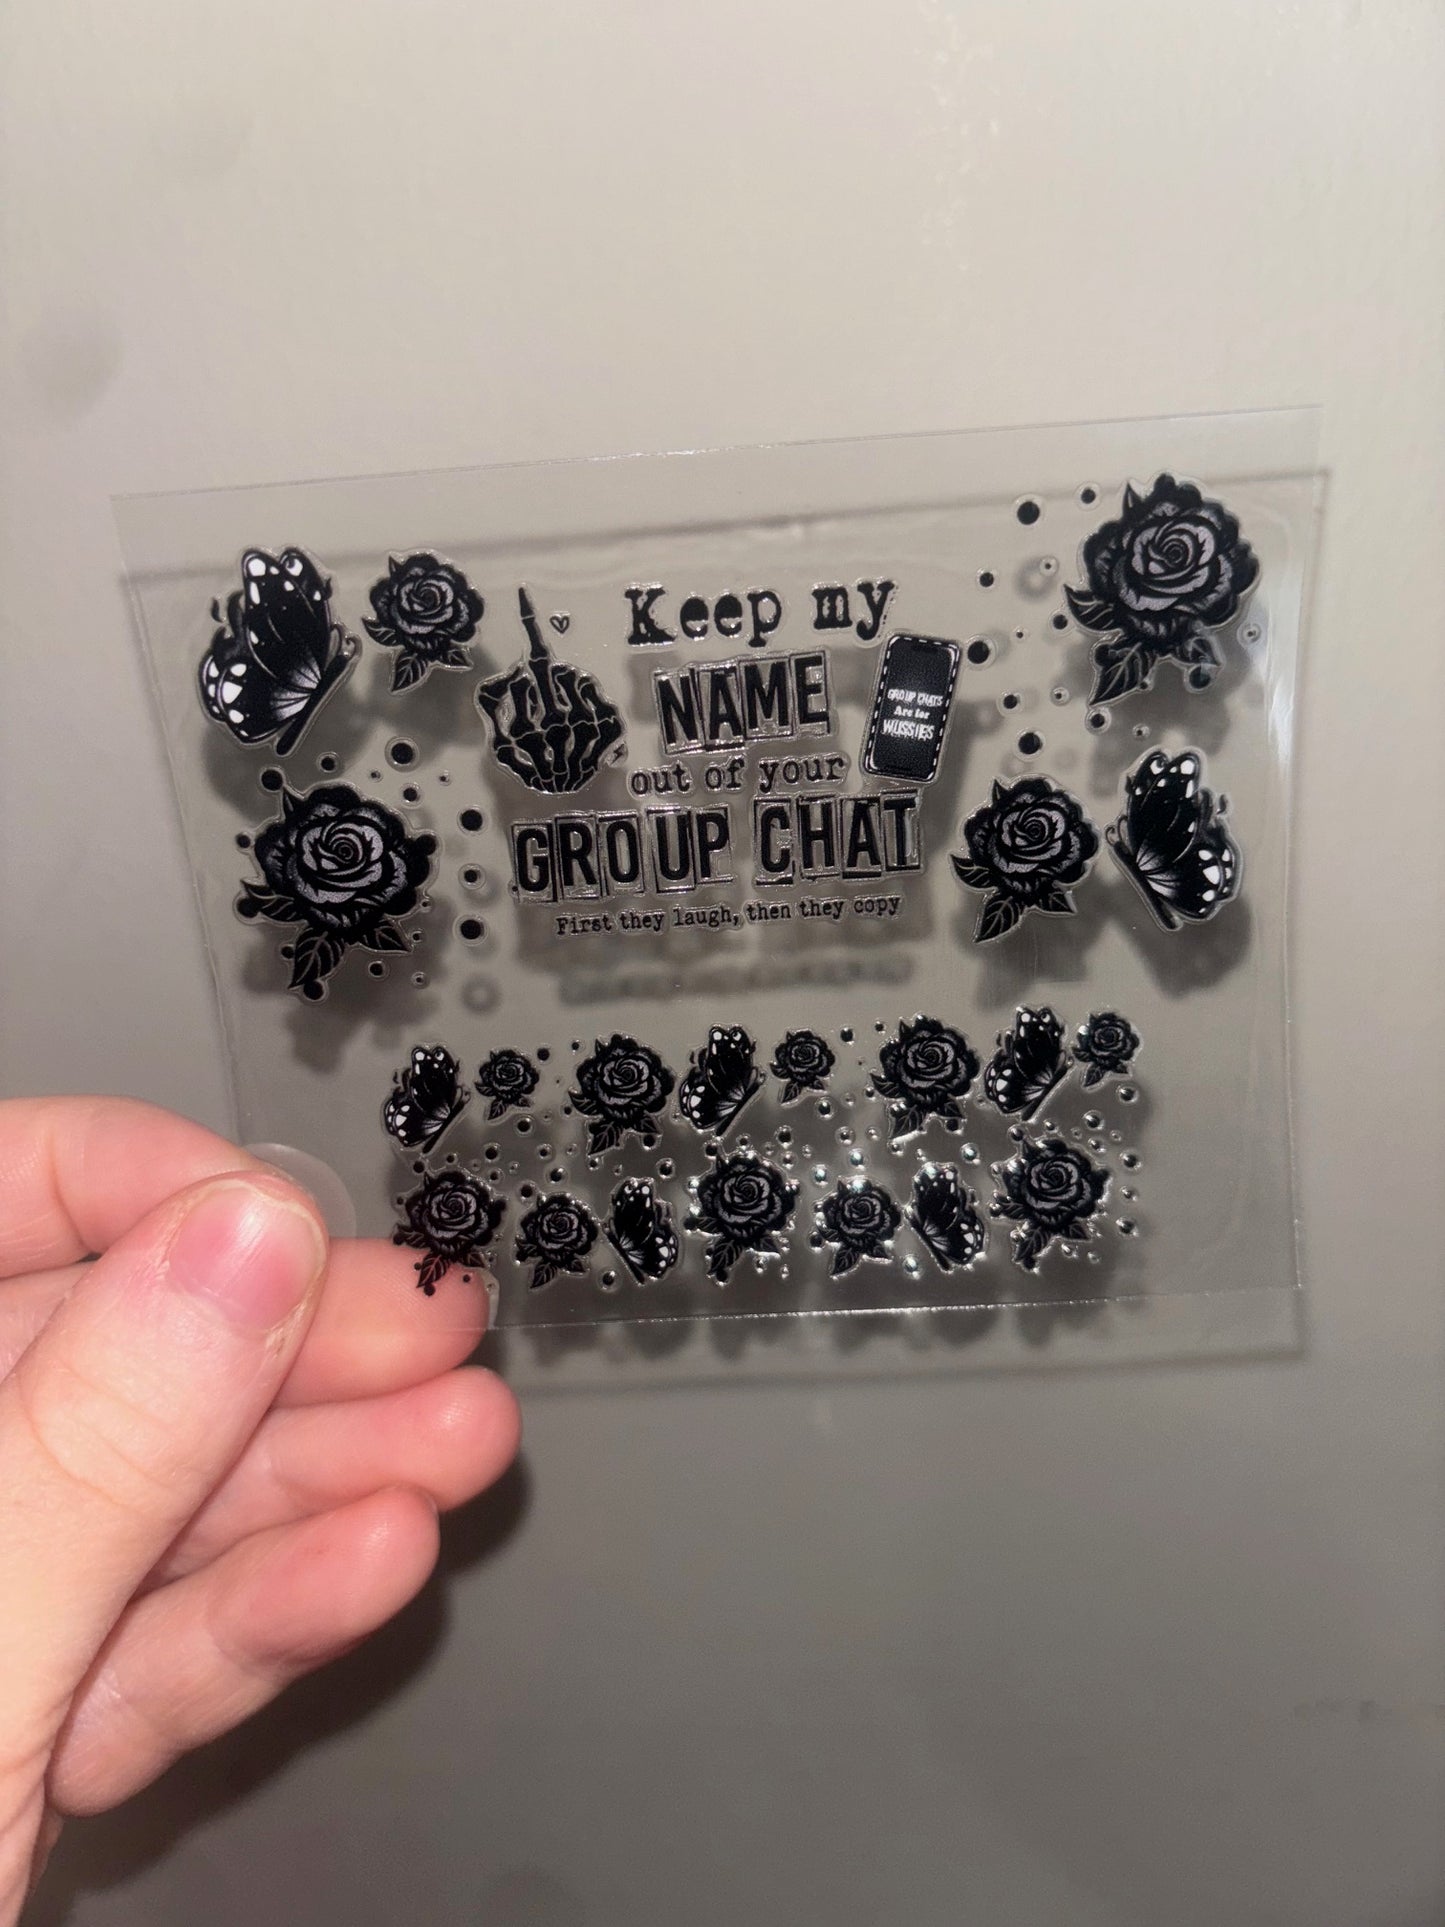 Keep my
NAME
out of your
GROUP CHAT
First they laugh, then they copy
GROUP CHATS
Are for
WUSSIES